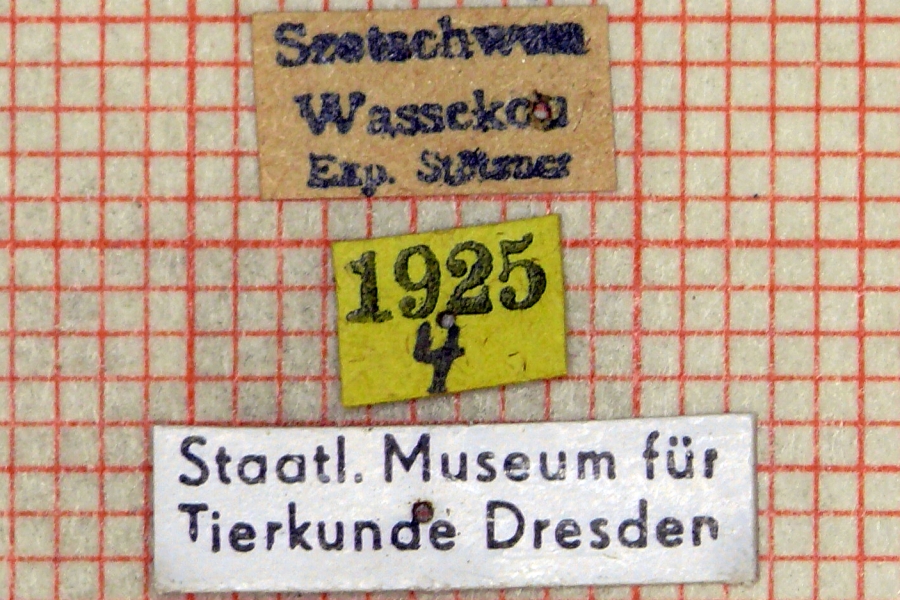 Szetschwan
Wassekou
Exp. Stötzner
1925
4
Staatl. Museum für
Tierkunde Dresden